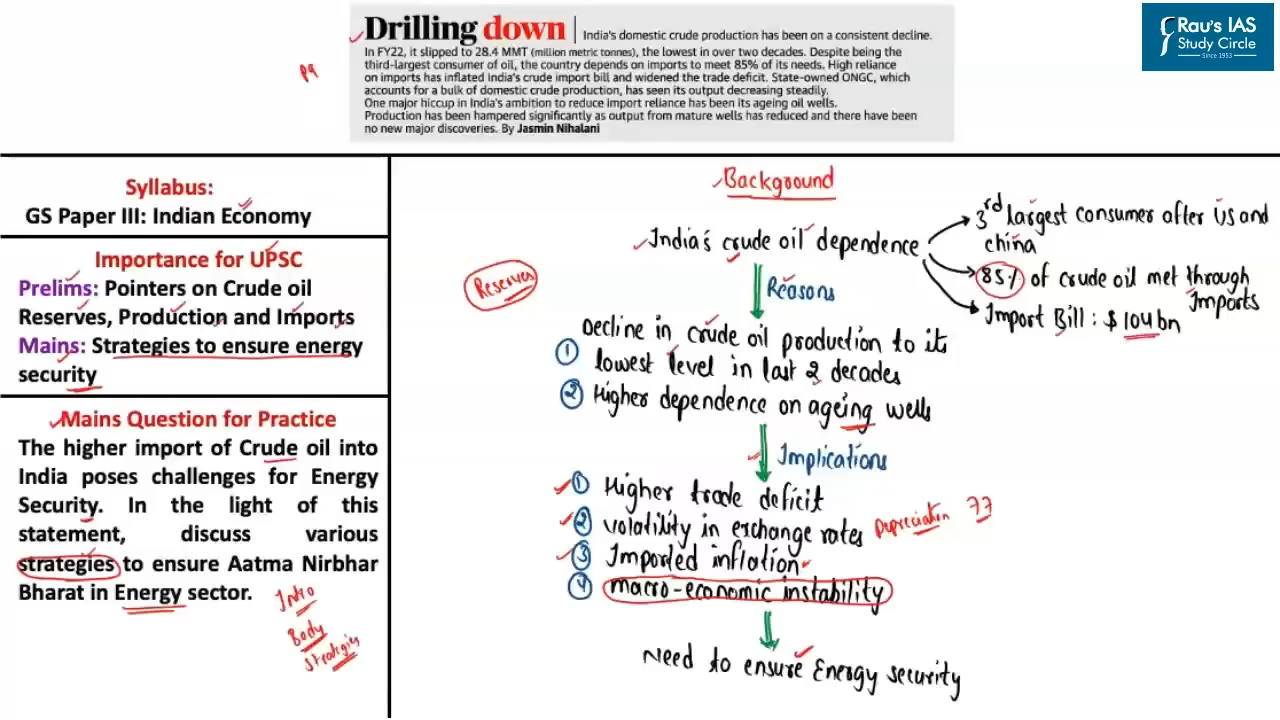 Drilling down | India's domestic crude production has been on a consistent decline.
In FY22, it slipped to 28.4 MMT (million metric tonnes), the lowest in over two decades. Despite being the
third-largest consumer of oil, the country depends on imports to meet 85% of its needs. High reliance
on imports has inflated India's crude import bill and widened the trade deficit. State-owned ONGC, which
accounts for a bulk of domestic crude production, has seen its output decreasing steadily.
One major hiccup in India's ambition to reduce import reliance has been its ageing oil wells.
Production has been hampered significantly as output from mature wells has reduced and there have been
no new major discoveries. By Jasmin Nihalani
Rau's IAS
Study Circle
Since 1953
Syllabus:
GS Paper III: Indian Economy
Importance for UPSC
Prelims: Pointers on Crude oil
Reserves, Production and Imports
Mains: Strategies to ensure energy
security
Mains Question for Practice
The higher import of Crude oil into
India poses challenges for Energy
Security. In the light of this
statement, discuss various
strategies to ensure Aatma Nirbhar
Bharat in Energy sector.
Intro
Body
Strategies
Background
India's crude oil dependence
3rd largest consumer after US and
china
85% of crude oil met through
Imports
Import Bill: $ 104 bn
Reserves
Reasons
Decline in crude oil production to its
1 lowest level in last 2 decades
2 Higher dependence on ageing wells
Implications
1 Higher trade deficit
2 Volatility in exchange rates
Depreciation 77
3 Imported inflation
4 macro-economic instability
Need to ensure Energy security